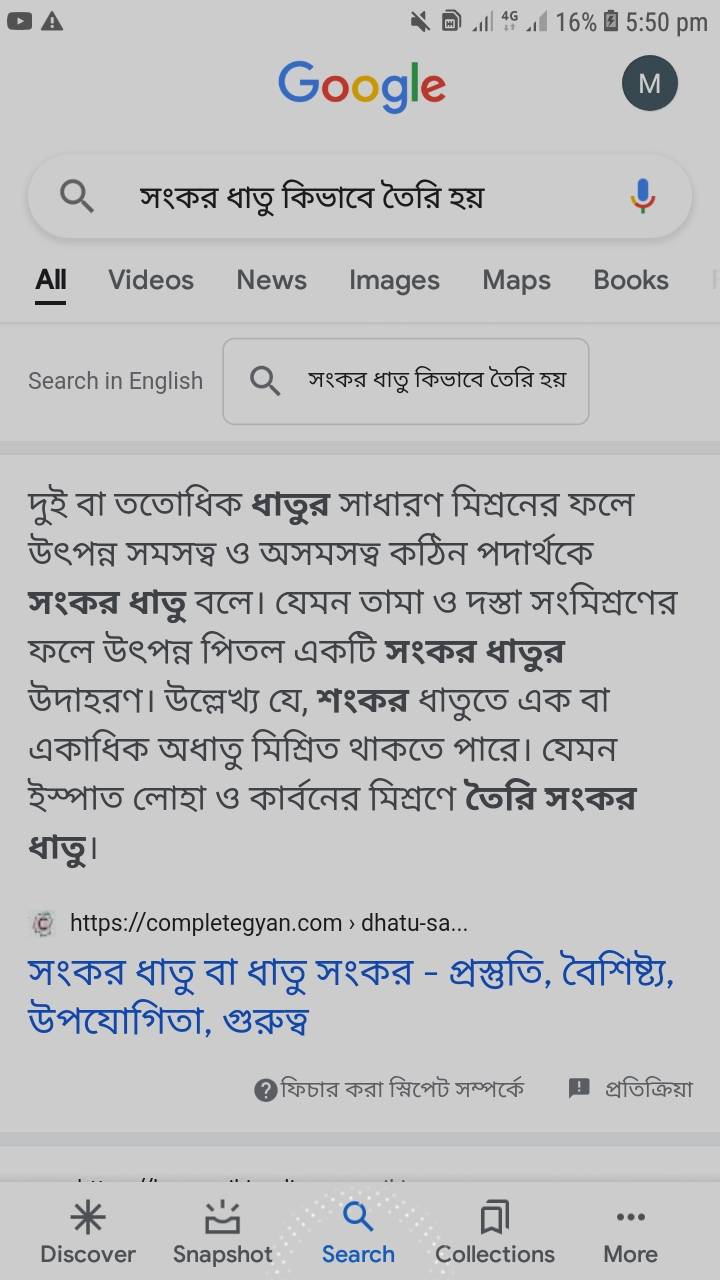 4G 16% 5:50 pm
Google
M
সংকর ধাতু কিভাবে তৈরি হয়
All Videos News Images Maps Books
Search in English সংকর ধাতু কিভাবে তৈরি হয়
দুই বা ততোধিক ধাতুর সাধারণ মিশ্রনের ফলে
উৎপন্ন সমসত্ব ও অসমসত্ব কঠিন পদার্থকে
সংকর ধাতু বলে। যেমন তামা ও দস্তা সংমিশ্রণের
ফলে উৎপন্ন পিতল একটি সংকর ধাতুর
উদাহরণ। উল্লেখ্য যে, শংকর ধাতুতে এক বা
একাধিক অধাতু মিশ্রিত থাকতে পারে। যেমন
ইস্পাত লোহা ও কার্বনের মিশ্রণে তৈরি সংকর
ধাতু।
https://completegyan.com › dhatu-sa...
সংকর ধাতু বা ধাতু সংকর - প্রস্তুতি, বৈশিষ্ট্য,
উপযোগিতা, গুরুত্ব
ফিচার করা স্নিপেট সম্পর্কে প্রতিক্রিয়া
Discover Snapshot Search Collections More